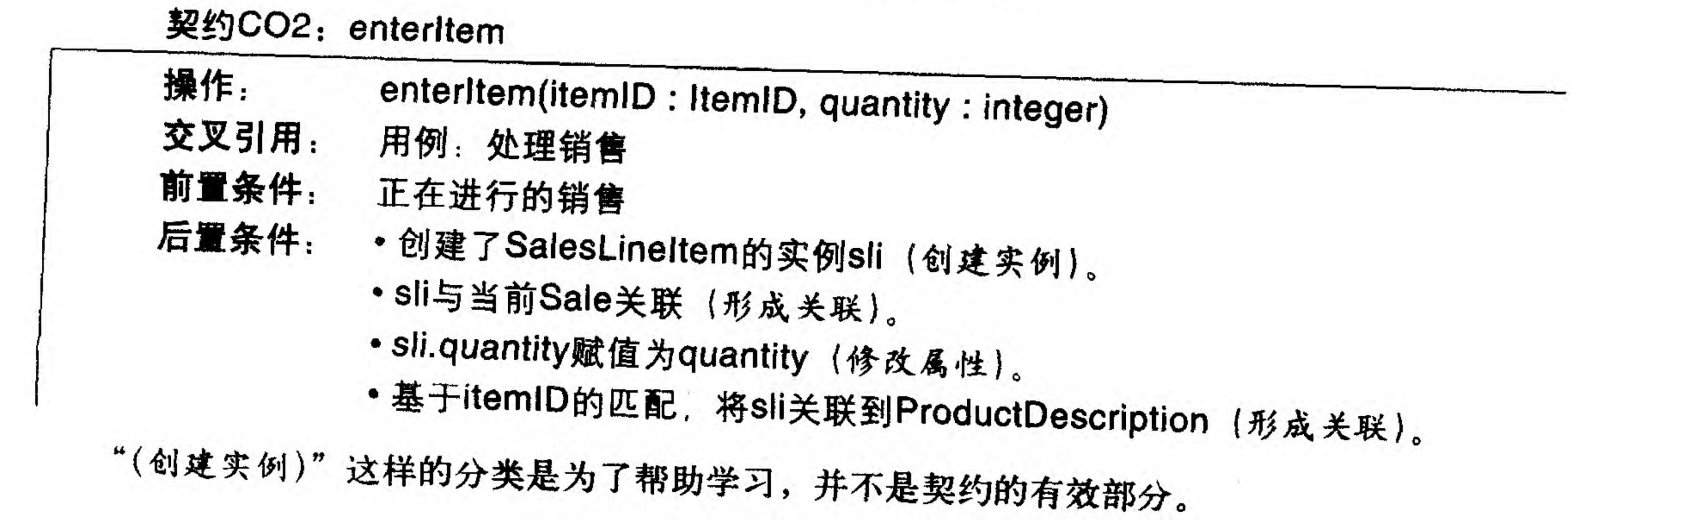 契约CO2：enterItem
操作： enterItem(itemID : ItemID, quantity : integer)
交叉引用： 用例：处理销售
前置条件： 正在进行的销售
后置条件： • 创建了SalesLineItem的实例sli（创建实例）。
• sli与当前Sale关联（形成关联）。
• sli.quantity赋值为quantity（修改属性）。
• 基于itemID的匹配，将sli关联到ProductDescription（形成关联）。
“(创建实例)”这样的分类是为了帮助学习，并不是契约的有效部分。